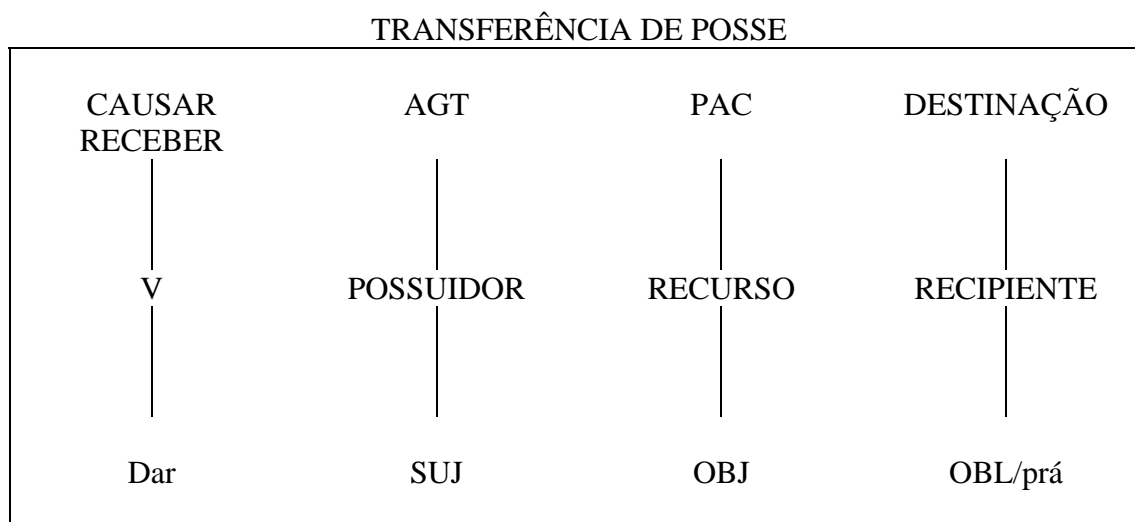 TRANSFERÊNCIA DE POSSE
CAUSAR RECEBER AGT PAC DESTINAÇÃO
V POSSUIDOR RECURSO RECIPIENTE
Dar SUJ OBJ OBL/prá